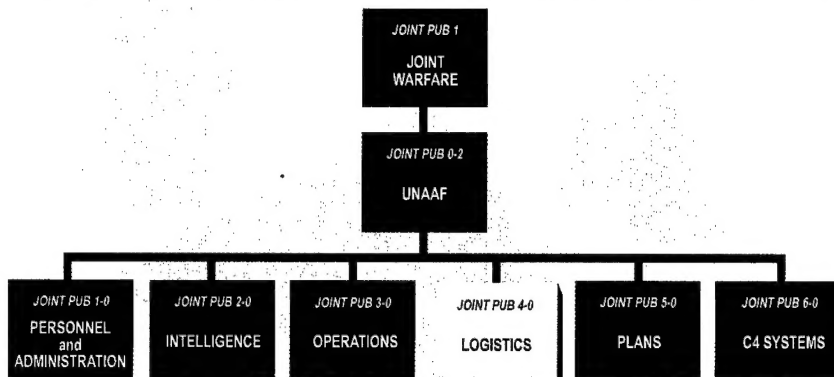 JOINT PUB 1
JOINT
WARFARE
JOINT PUB 0-2
UNAAF
JOINT PUB 1-0
PERSONNEL
and
ADMINISTRATION
JOINT PUB 2-0
INTELLIGENCE
JOINT PUB 3-0
OPERATIONS
JOINT PUB 4-0
LOGISTICS
JOINT PUB 5-0
PLANS
JOINT PUB 6-0
C4 SYSTEMS